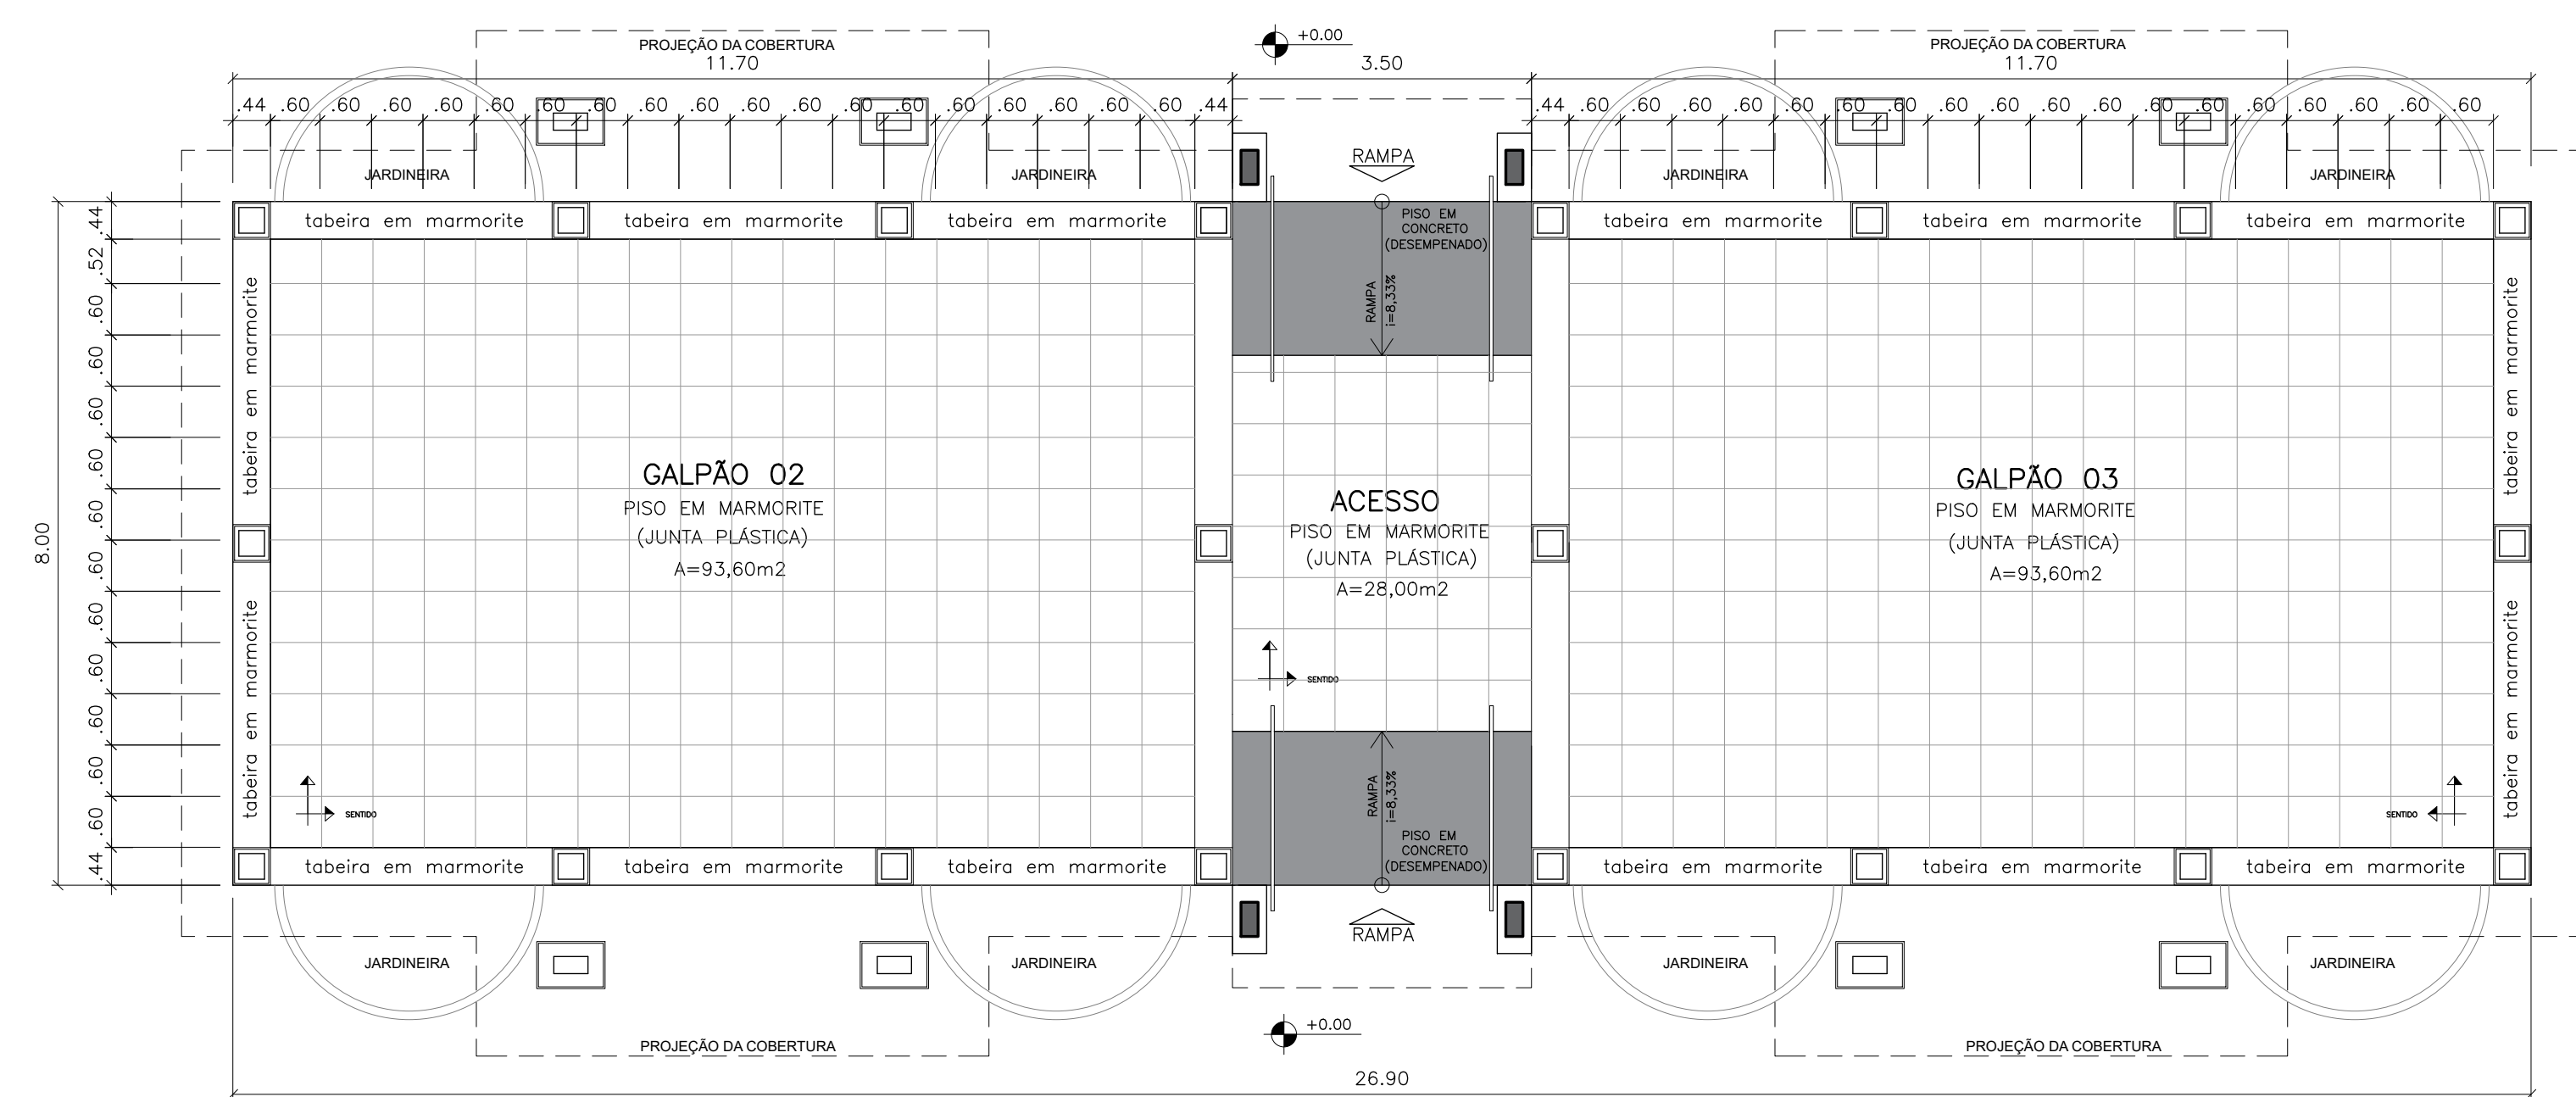 +0.00
PROJEÇÃO DA COBERTURA
PROJEÇÃO DA COBERTURA
11.70
3.50
11.70
.44 .60 .60 .60 .60 .60 .60 .60 .60 .60 .60 .60 .60 .60 .60 .60 .60 .60 .60 .44
.44 .60 .60 .60 .60 .60 .60 .60 .60 .60 .60 .60 .60 .60 .60 .60 .60 .60 .60
RAMPA
JARDINEIRA
JARDINEIRA
JARDINEIRA
JARDINEIRA
tabeira em marmorite
tabeira em marmorite
tabeira em marmorite
PISO EM
CONCRETO
(DESEMPENADO)
tabeira em marmorite
tabeira em marmorite
tabeira em marmorite
8.00
.44
.52
.60
.60
.60
.60
.60
.60
.60
.60
.60
.60
.60
.44
tabeira em marmorite
tabeira em marmorite
RAMPA
i=8,33%
tabeira em marmorite
tabeira em marmorite
GALPÃO 02
PISO EM MARMORITE
(JUNTA PLÁSTICA)
A=93,60m2
ACESSO
PISO EM MARMORITE
(JUNTA PLÁSTICA)
A=28,00m2
GALPÃO 03
PISO EM MARMORITE
(JUNTA PLÁSTICA)
A=93,60m2
SENTIDO
SENTIDO
SENTIDO
RAMPA
i=8,33%
PISO EM
CONCRETO
(DESEMPENADO)
tabeira em marmorite
tabeira em marmorite
tabeira em marmorite
tabeira em marmorite
tabeira em marmorite
tabeira em marmorite
RAMPA
JARDINEIRA
JARDINEIRA
JARDINEIRA
JARDINEIRA
+0.00
PROJEÇÃO DA COBERTURA
PROJEÇÃO DA COBERTURA
26.90